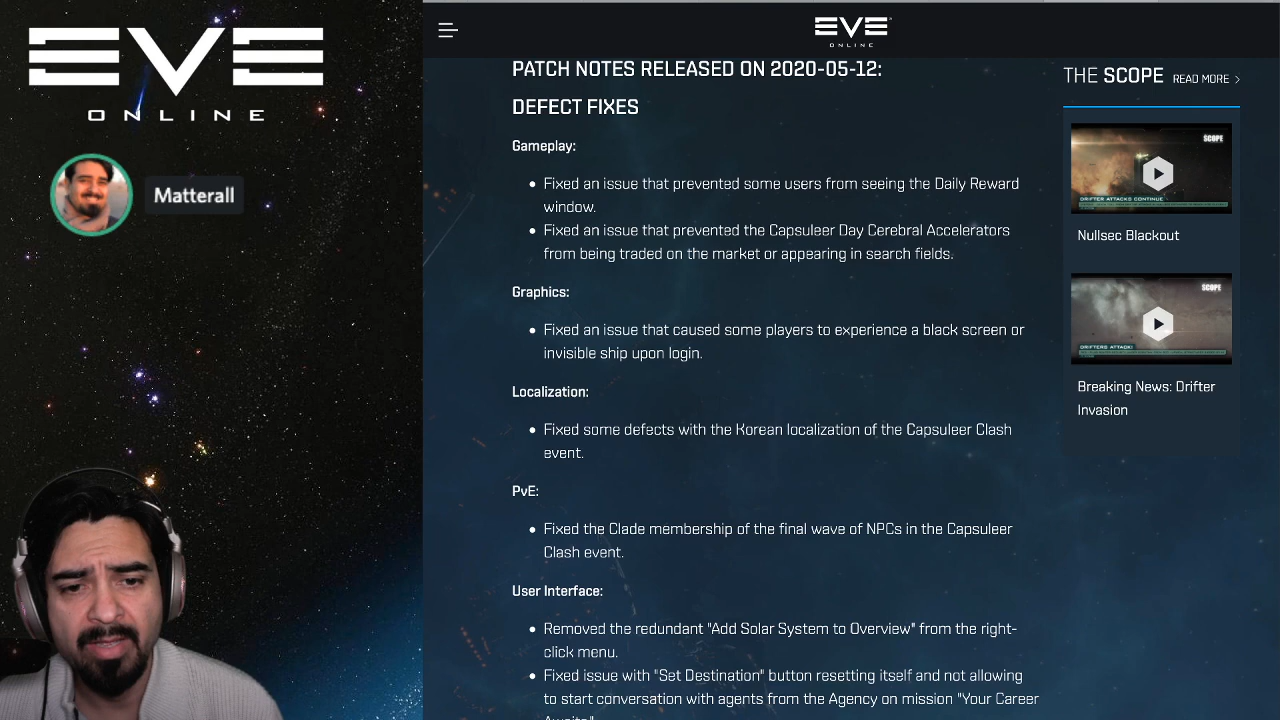 EVE
ONLINE
Matterall
EVE
ONLINE
PATCH NOTES RELEASED ON 2020-05-12:
DEFECT FIXES
Gameplay:
• Fixed an issue that prevented some users from seeing the Daily Reward
window.
• Fixed an issue that prevented the Capsuleer Day Cerebral Accelerators
from being traded on the market or appearing in search fields.
Graphics:
• Fixed an issue that caused some players to experience a black screen or
invisible ship upon login.
Localization:
• Fixed some defects with the Korean localization of the Capsuleer Clash
event.
PvE:
• Fixed the Clade membership of the final wave of NPCs in the Capsuleer
Clash event.
User Interface:
• Removed the redundant "Add Solar System to Overview" from the right-
click menu.
• Fixed issue with "Set Destination" button resetting itself and not allowing
to start conversation with agents from the Agency on mission "Your Career
THE SCOPE READ MORE >
SCOPE
DRIFTER ATTACKS CONTINUE
Nullsec Blackout
SCOPE
DRIFTERS ATTACK!
Breaking News: Drifter
Invasion